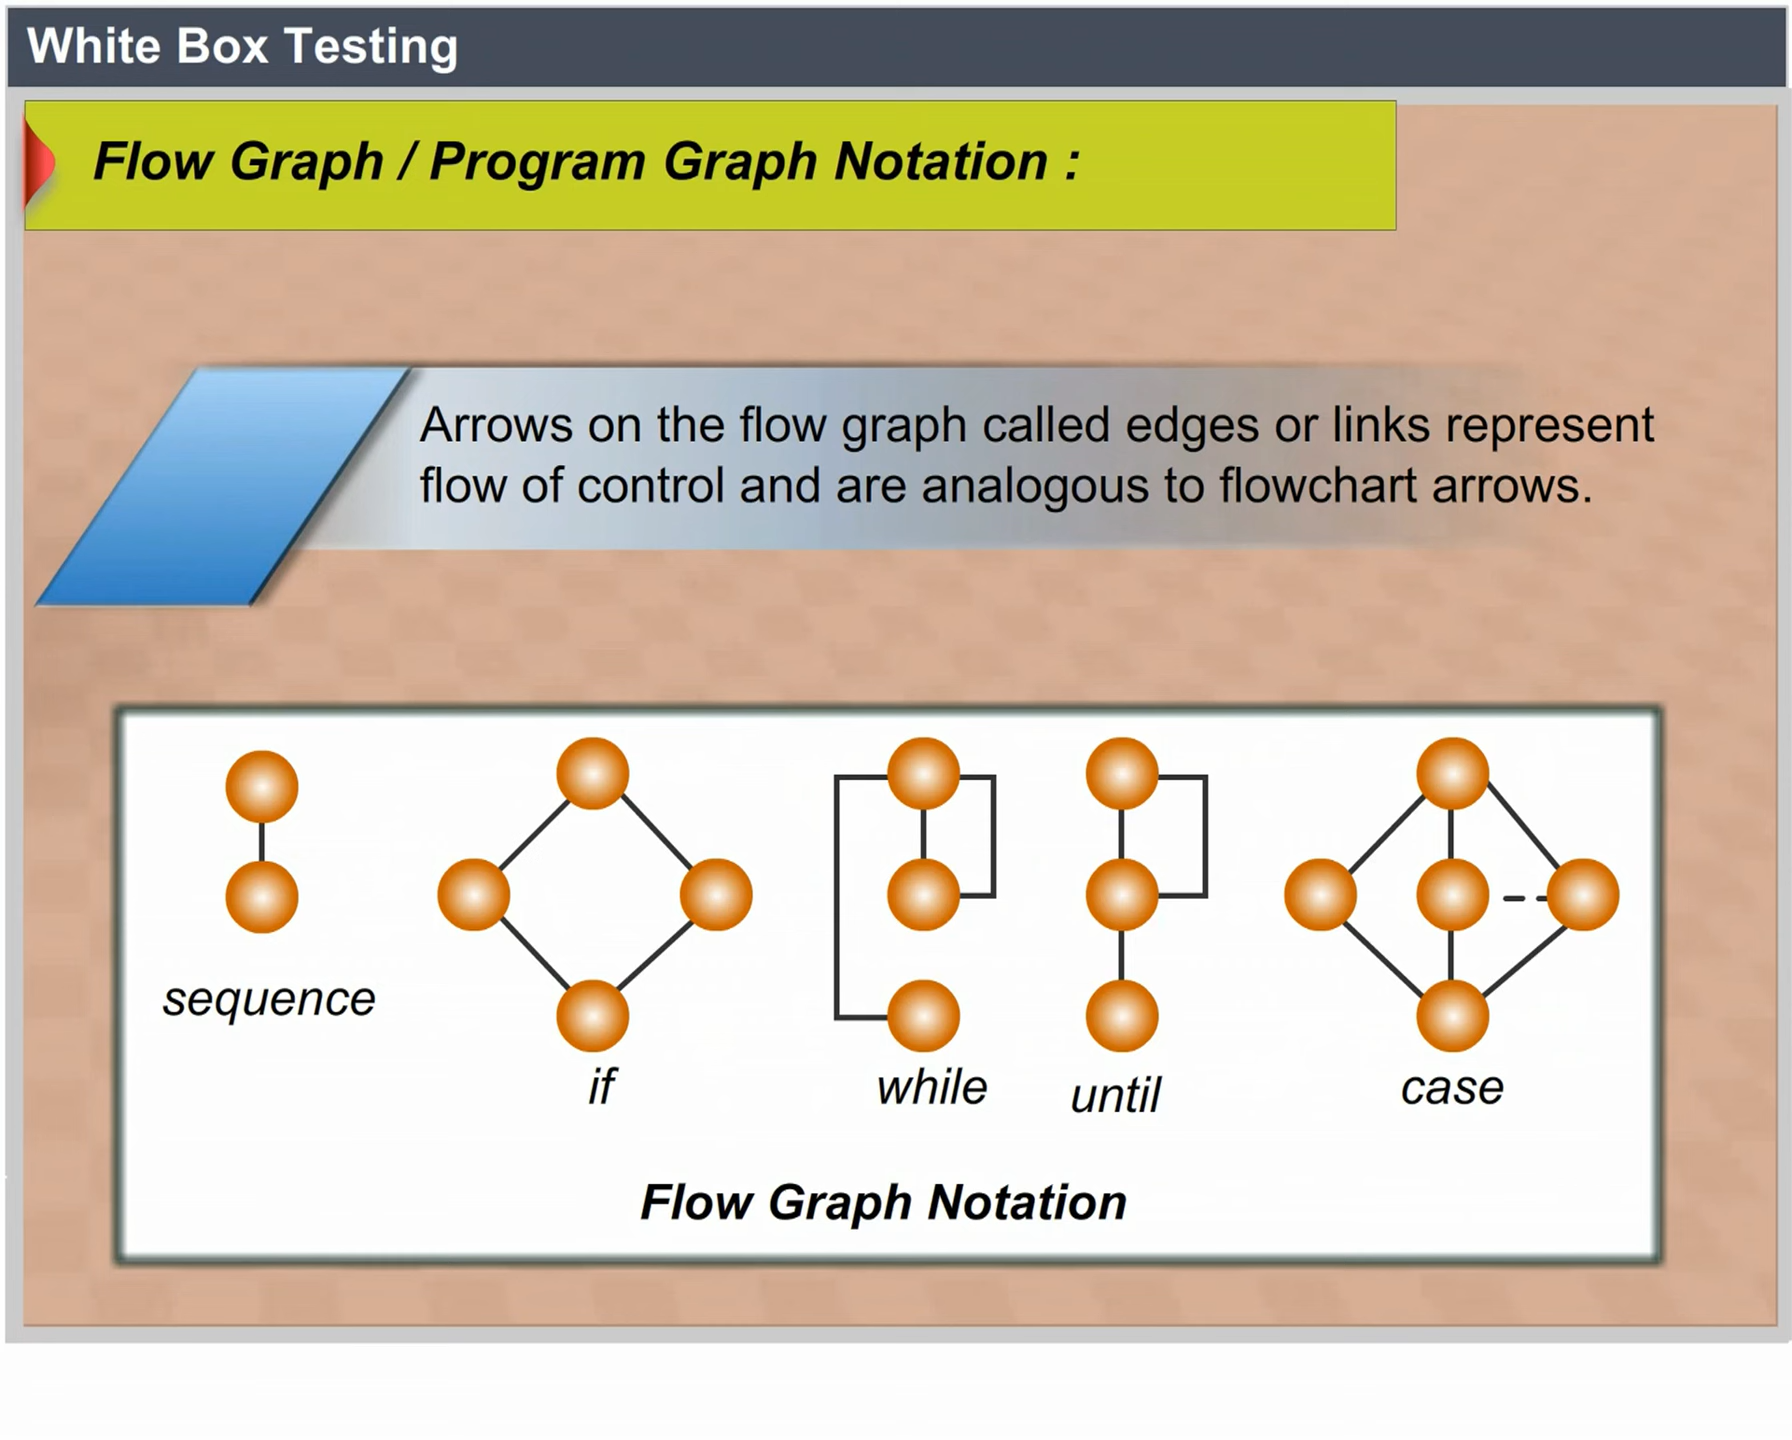 White Box Testing
Flow Graph / Program Graph Notation :
Arrows on the flow graph called edges or links represent
flow of control and are analogous to flowchart arrows.
sequence
if
while
until
case
Flow Graph Notation